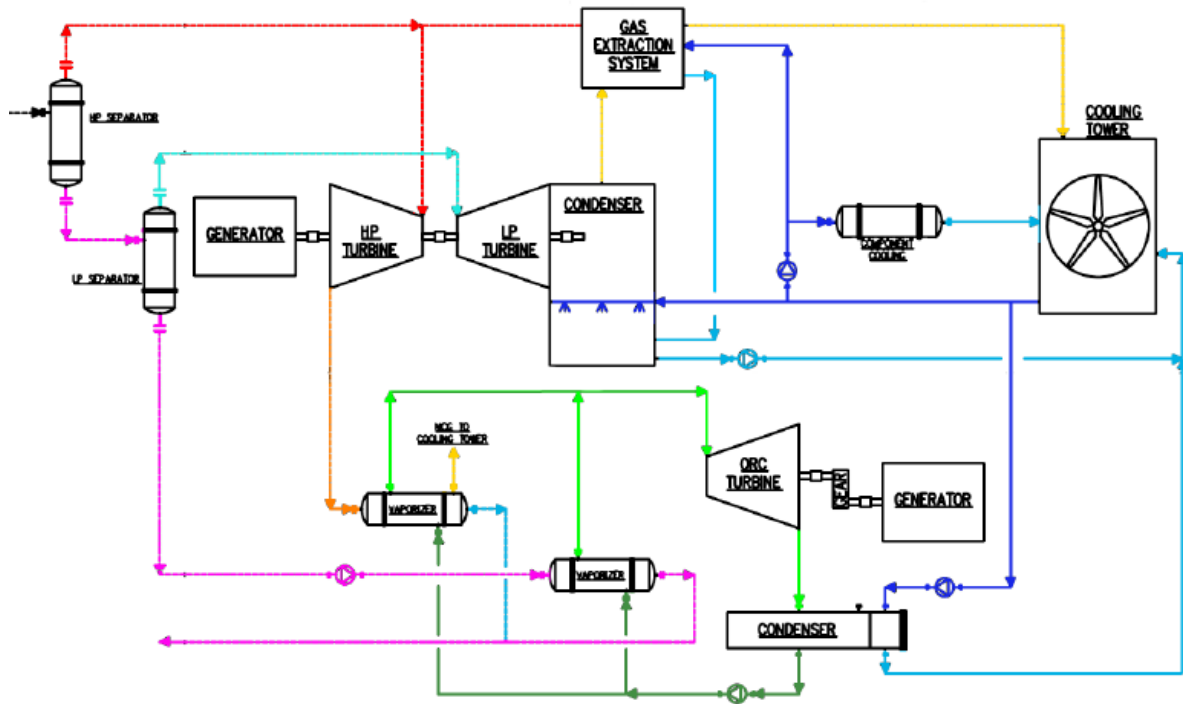 GAS
EXTRACTION
SYSTEM
HP SEPARATOR
COOLING
TOWER
GENERATOR
HP
TURBINE
LP
TURBINE
CONDENSER
COMPONENT
COOLING
LP SEPARATOR
NCG TO
COOLING TOWER
ORC
TURBINE
GEAR
GENERATOR
VAPORIZER
VAPORIZER
CONDENSER